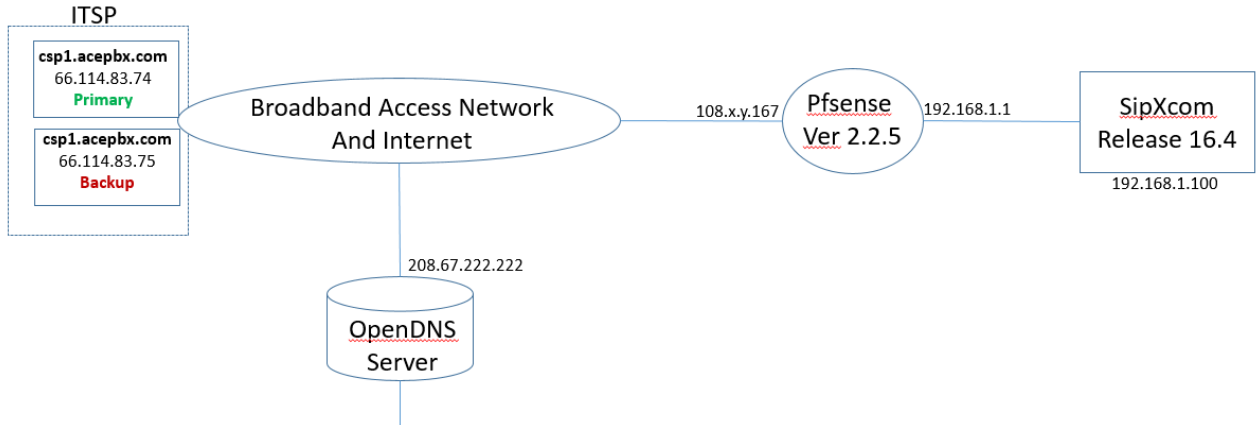 ITSP
csp1.acepbx.com
66.114.83.74
Primary
csp1.acepbx.com
66.114.83.75
Backup
Broadband Access Network
And Internet
108.x.y.167
Pfsense
Ver 2.2.5
192.168.1.1
SipXcom
Release 16.4
192.168.1.100
208.67.222.222
OpenDNS
Server